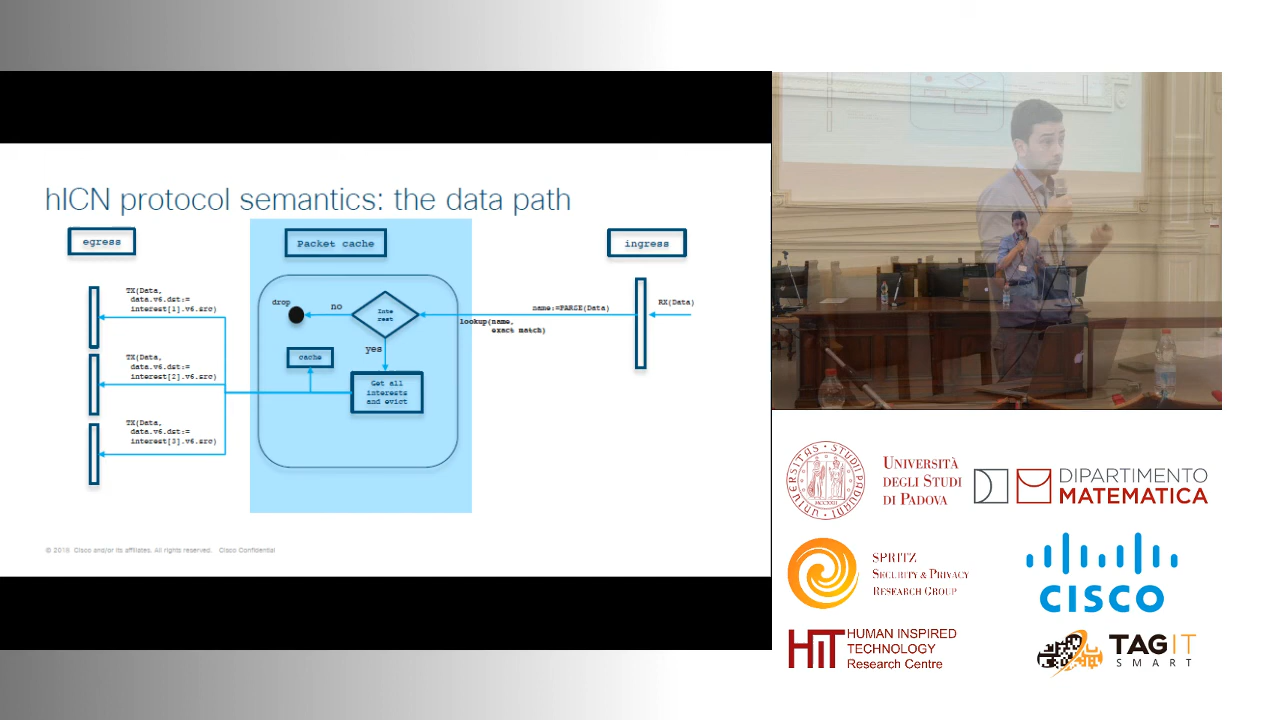 hICN protocol semantics: the data path
egress
Packet cache
ingress
TX(Data,
data.v6.dst:=
interest[1].v6.src)
TX(Data,
data.v6.dst:=
interest[2].v6.src)
TX(Data,
data.v6.dst:=
interest[3].v6.src)
drop
no
Inte
rest
yes
cache
Get all
interests
and evict
name:=PARSE(Data)
lookup(name,
exact match)
RX(Data)
© 2018 Cisco and/or its affiliates. All rights reserved. Cisco Confidential
UNIVERSITÀ
DEGLI STUDI
DI PADOVA
DIPARTIMENTO
MATEMATICA
SPRITZ
SECURITY & PRIVACY
RESEARCH GROUP
CISCO
HIT
HUMAN INSPIRED
TECHNOLOGY
Research Centre
TAGIT
SMART